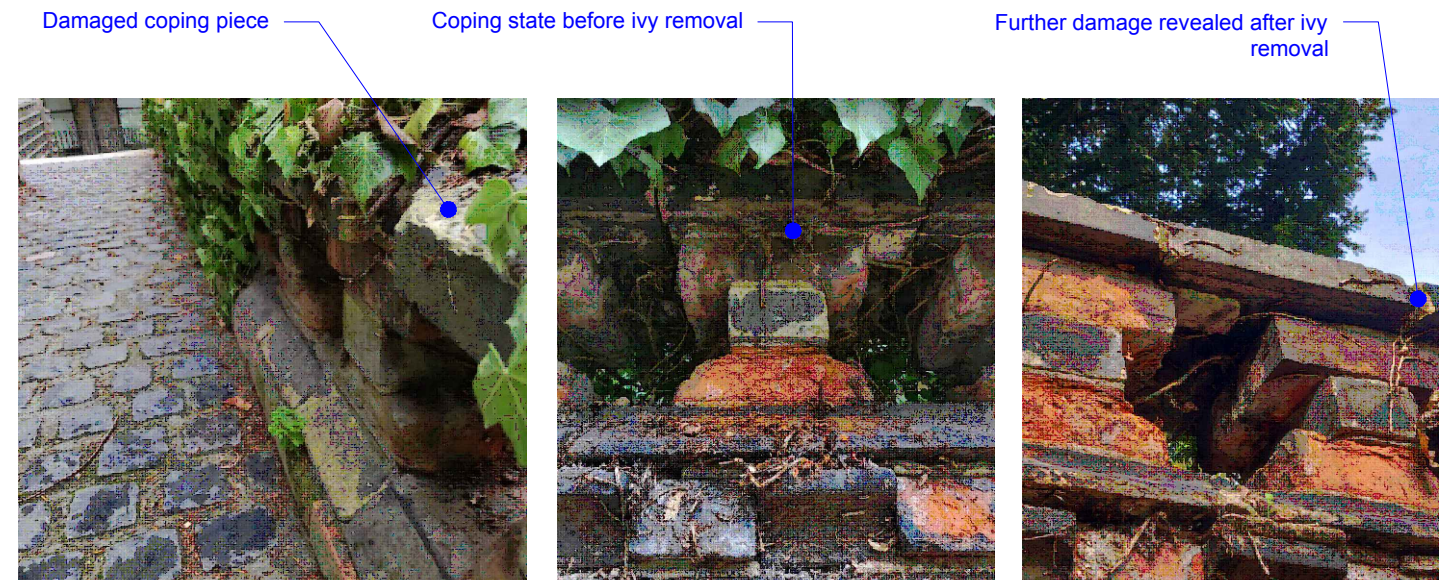 Damaged coping piece
Coping state before ivy removal
Further damage revealed after ivy
removal